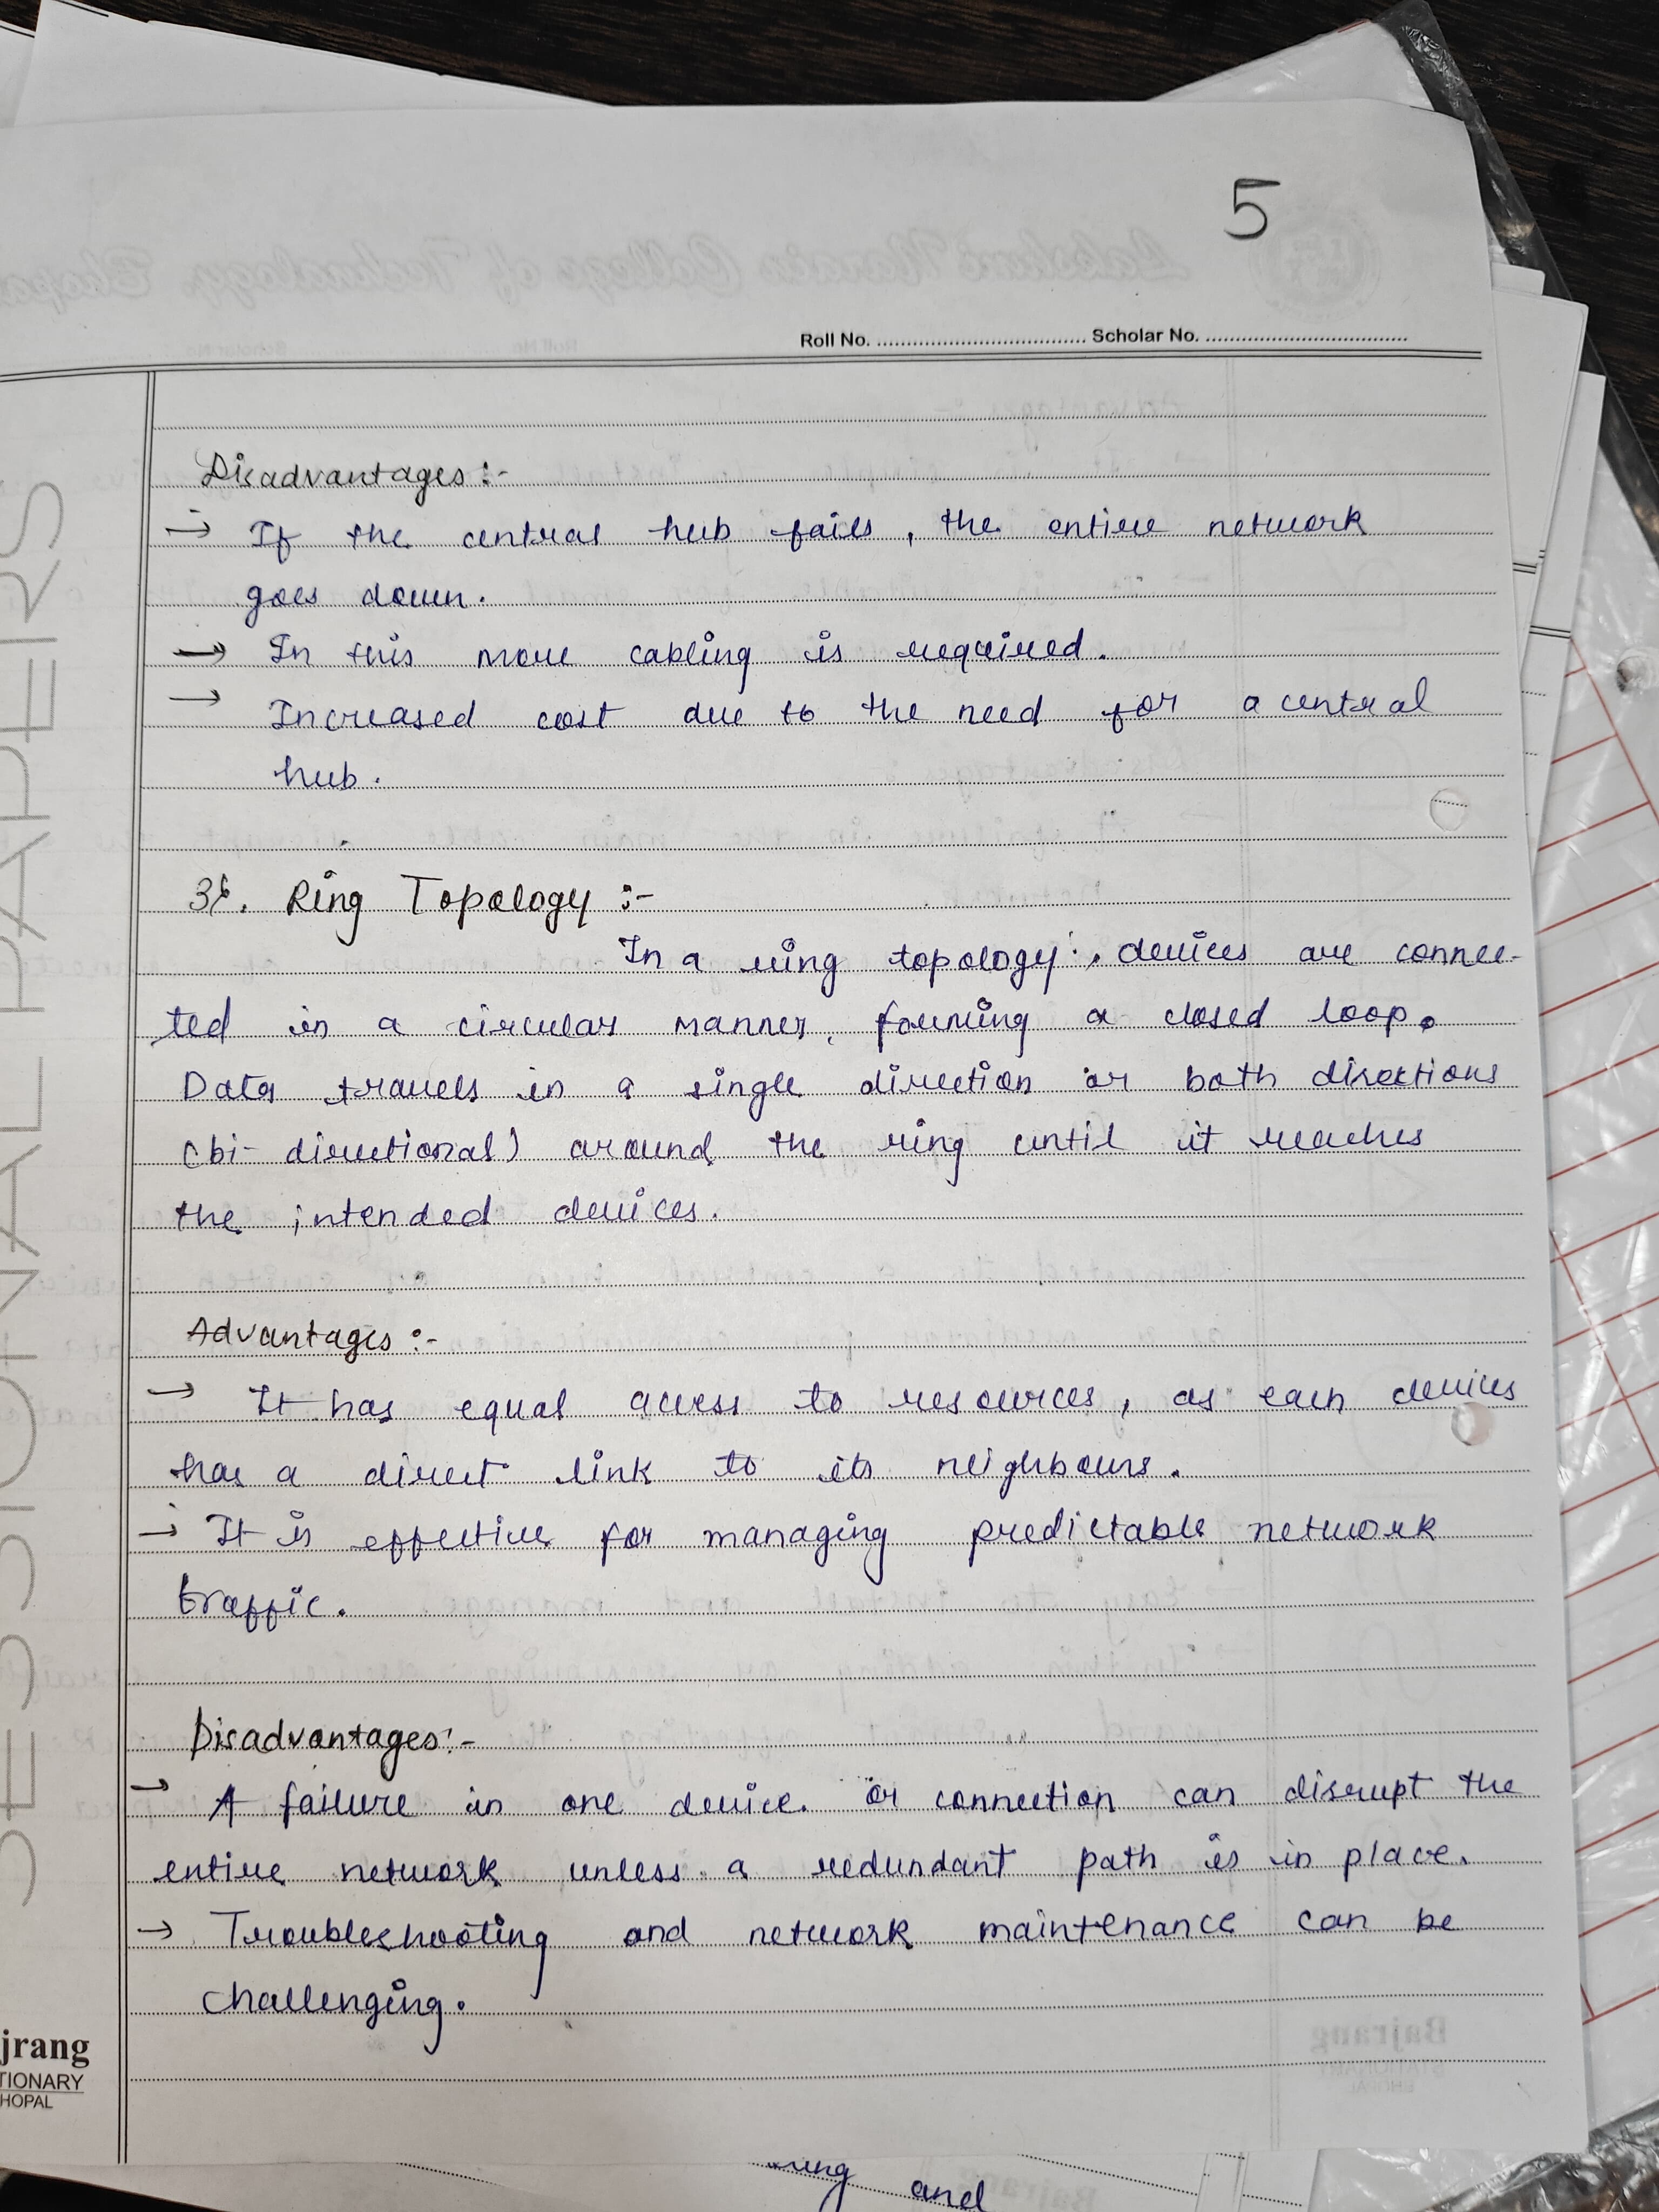 5
Roll No. .................................. Scholar No. ..................................
Disadvantages :-
→ If the central hub fails, the entire network
goes down.
→ In this more cabling is required.
→ Increased cost due to the need for a central
hub.
3. Ring Topology :-
In a ring topology, devices are connec-
ted in a circular manner, forming a closed loop.
Data travels in a single direction or both directions
(bi-directional) around the ring until it reaches
the intended devices.
Advantages :-
→ It has equal access to resources, as each devices
has a direct link to its neighbours.
→ It is effective for managing predictable network
traffic.
Disadvantages :-
→ A failure in one device or connection can disrupt the
entire network unless a redundant path is in place.
→ Troubleshooting and network maintenance can be
challenging.
SESSIONAL PAPERS
jrang
TIONARY
HOPAL
and